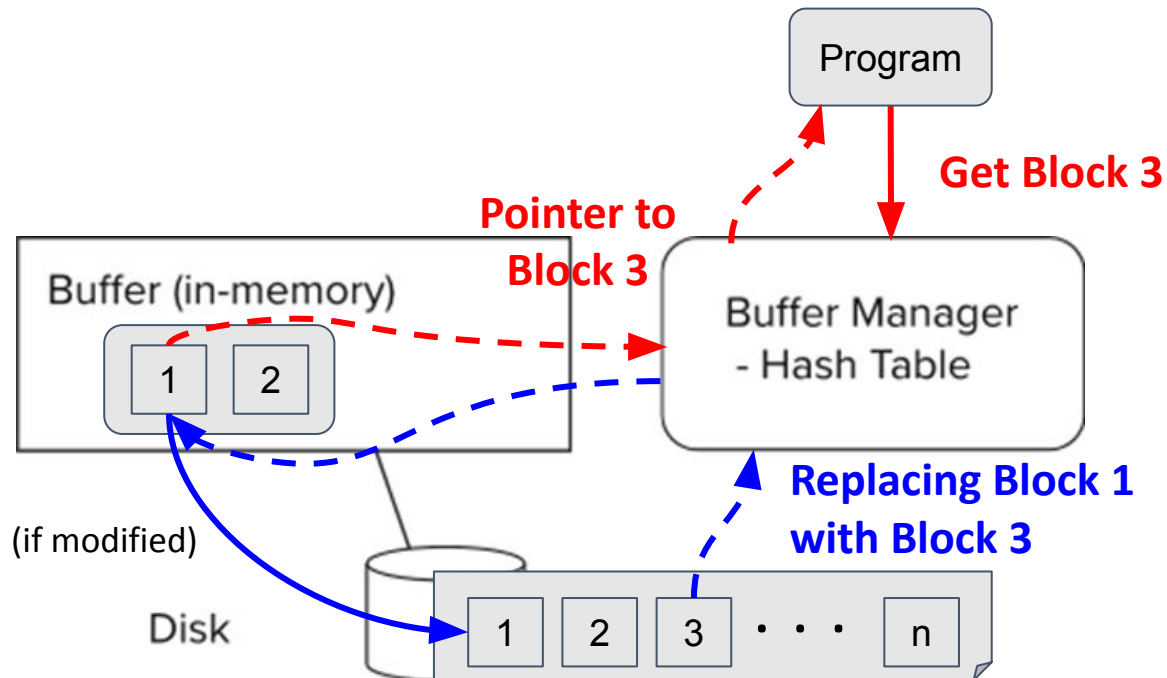 Program
Get Block 3
Pointer to
Block 3
Buffer (in-memory)
1 2
Buffer Manager
- Hash Table
Replacing Block 1
with Block 3
(if modified)
Disk
1 2 3 · · · n